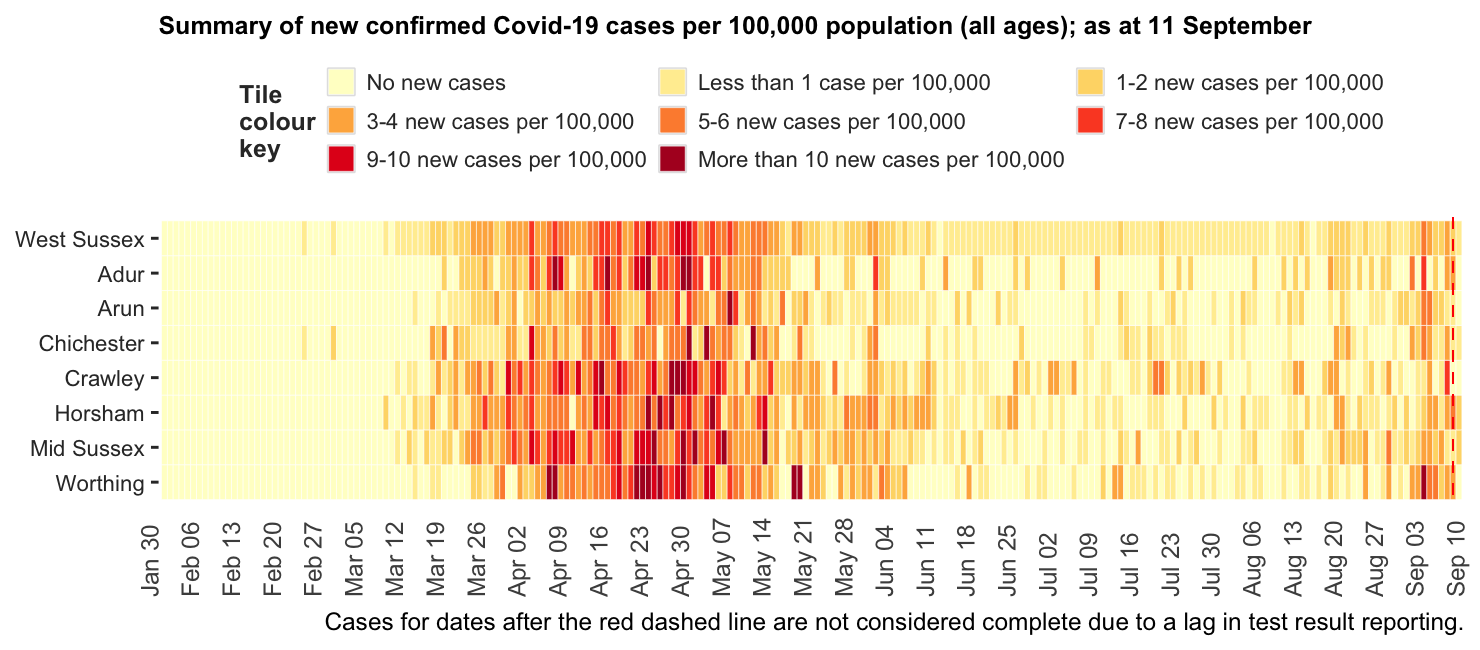 Summary of new confirmed Covid-19 cases per 100,000 population (all ages); as at 11 September
Tile
colour
key
No new cases
Less than 1 case per 100,000
1-2 new cases per 100,000
3-4 new cases per 100,000
5-6 new cases per 100,000
7-8 new cases per 100,000
9-10 new cases per 100,000
More than 10 new cases per 100,000
West Sussex
Adur
Arun
Chichester
Crawley
Horsham
Mid Sussex
Worthing
Jan 30
Feb 06
Feb 13
Feb 20
Feb 27
Mar 05
Mar 12
Mar 19
Mar 26
Apr 02
Apr 09
Apr 16
Apr 23
Apr 30
May 07
May 14
May 21
May 28
Jun 04
Jun 11
Jun 18
Jun 25
Jul 02
Jul 09
Jul 16
Jul 23
Jul 30
Aug 06
Aug 13
Aug 20
Aug 27
Sep 03
Sep 10
Cases for dates after the red dashed line are not considered complete due to a lag in test result reporting.